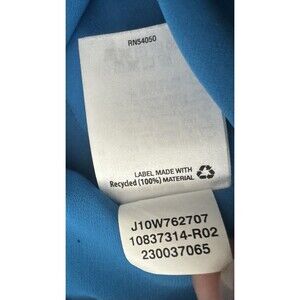 RN54050
LABEL MADE WITH
Recycled (100%) MATERIAL
J10W762707
10837314-R02
230037065